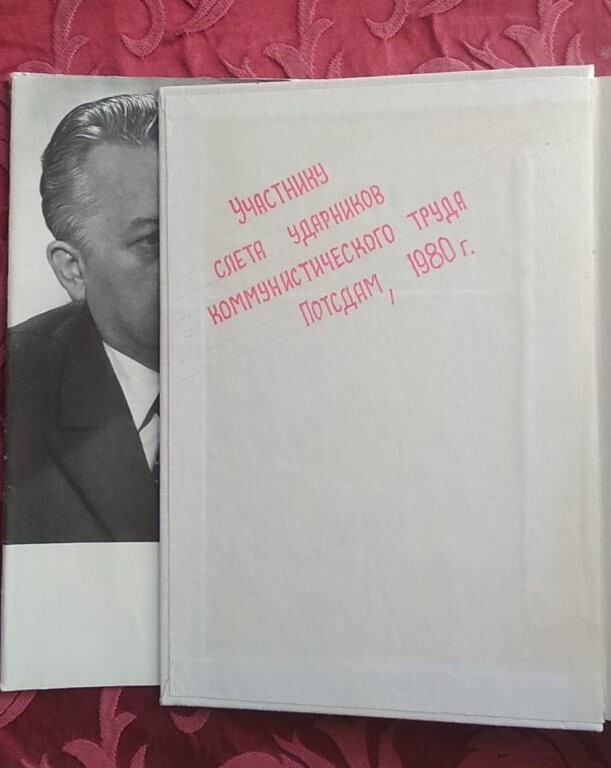 Участнику
слета ударников
коммунистического труда
Потсдам, 1980 г.